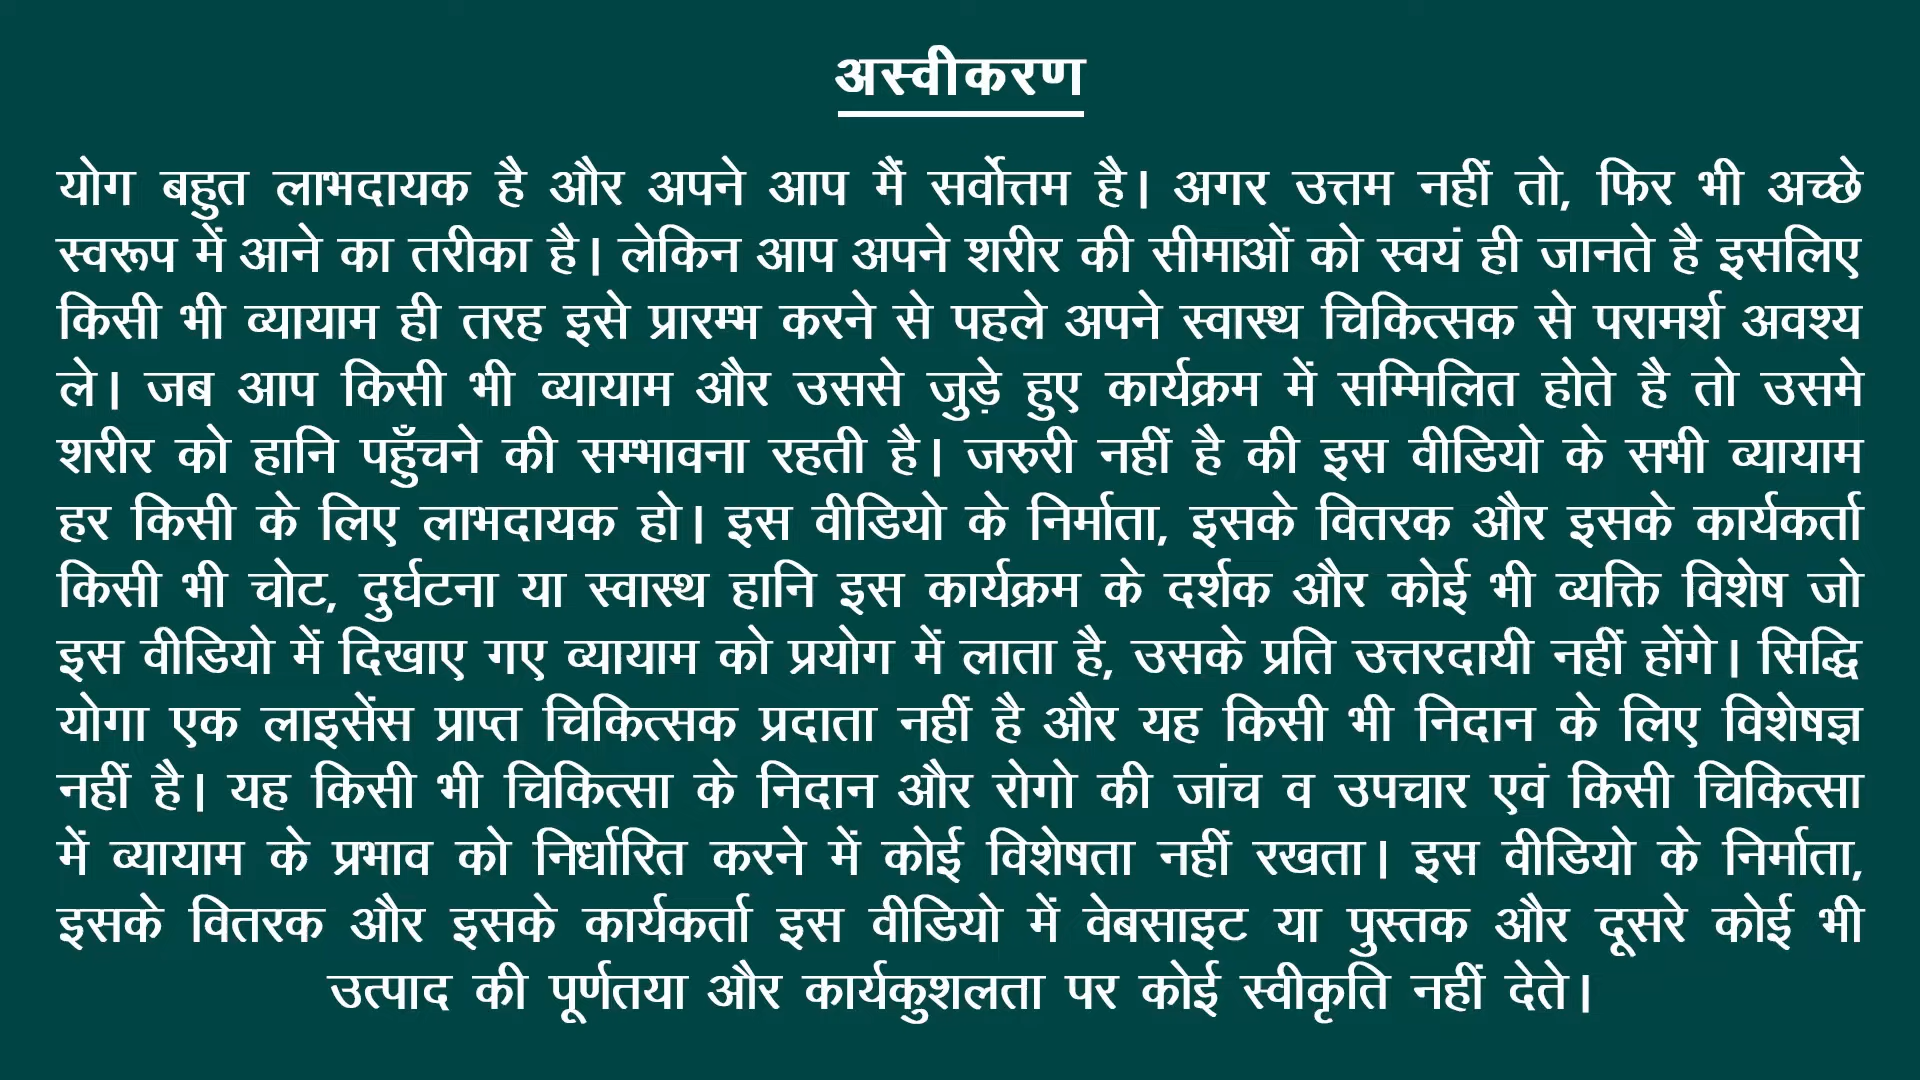 अस्वीकरण
योग बहुत लाभदायक है और अपने आप मैं सर्वोत्तम है। अगर उत्तम नहीं तो, फिर भी अच्छे
स्वरूप में आने का तरीका है। लेकिन आप अपने शरीर की सीमाओं को स्वयं ही जानते है इसलिए
किसी भी व्यायाम ही तरह इसे प्रारम्भ करने से पहले अपने स्वास्थ चिकित्सक से परामर्श अवश्य
ले। जब आप किसी भी व्यायाम और उससे जुड़े हुए कार्यक्रम में सम्मिलित होते है तो उसमे
शरीर को हानि पहुँचने की सम्भावना रहती है। जरुरी नहीं है की इस वीडियो के सभी व्यायाम
हर किसी के लिए लाभदायक हो। इस वीडियो के निर्माता, इसके वितरक और इसके कार्यकर्ता
किसी भी चोट, दुर्घटना या स्वास्थ हानि इस कार्यक्रम के दर्शक और कोई भी व्यक्ति विशेष जो
इस वीडियो में दिखाए गए व्यायाम को प्रयोग में लाता है, उसके प्रति उत्तरदायी नहीं होंगे। सिद्धि
योगा एक लाइसेंस प्राप्त चिकित्सक प्रदाता नहीं है और यह किसी भी निदान के लिए विशेषज्ञ
नहीं है। यह किसी भी चिकित्सा के निदान और रोगो की जांच व उपचार एवं किसी चिकित्सा
में व्यायाम के प्रभाव को निर्धारित करने में कोई विशेषता नहीं रखता। इस वीडियो के निर्माता,
इसके वितरक और इसके कार्यकर्ता इस वीडियो में वेबसाइट या पुस्तक और दूसरे कोई भी
उत्पाद की पूर्णतया और कार्यकुशलता पर कोई स्वीकृति नहीं देते।